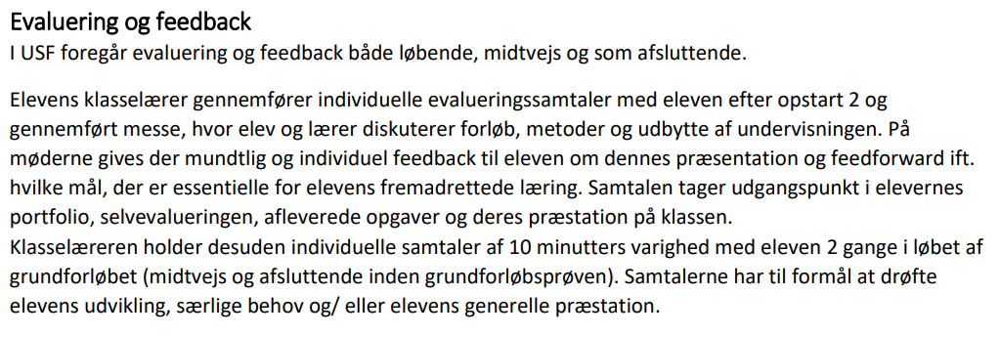 Evaluering og feedback
I USF foregår evaluering og feedback både løbende, midtvejs og som afsluttende.
Elevens klasselærer gennemfører individuelle evalueringssamtaler med eleven efter opstart 2 og
gennemført messe, hvor elev og lærer diskuterer forløb, metoder og udbytte af undervisningen. På
møderne gives der mundtlig og individuel feedback til eleven om dennes præsentation og feedforward ift.
hvilke mål, der er essentielle for elevens fremadrettede læring. Samtalen tager udgangspunkt i elevernes
portfolio, selvevalueringen, afleverede opgaver og deres præstation på klassen.
Klasselæreren holder desuden individuelle samtaler af 10 minutters varighed med eleven 2 gange i løbet af
grundforløbet (midtvejs og afsluttende inden grundforløbsprøven). Samtalerne har til formål at drøfte
elevens udvikling, særlige behov og/ eller elevens generelle præstation.